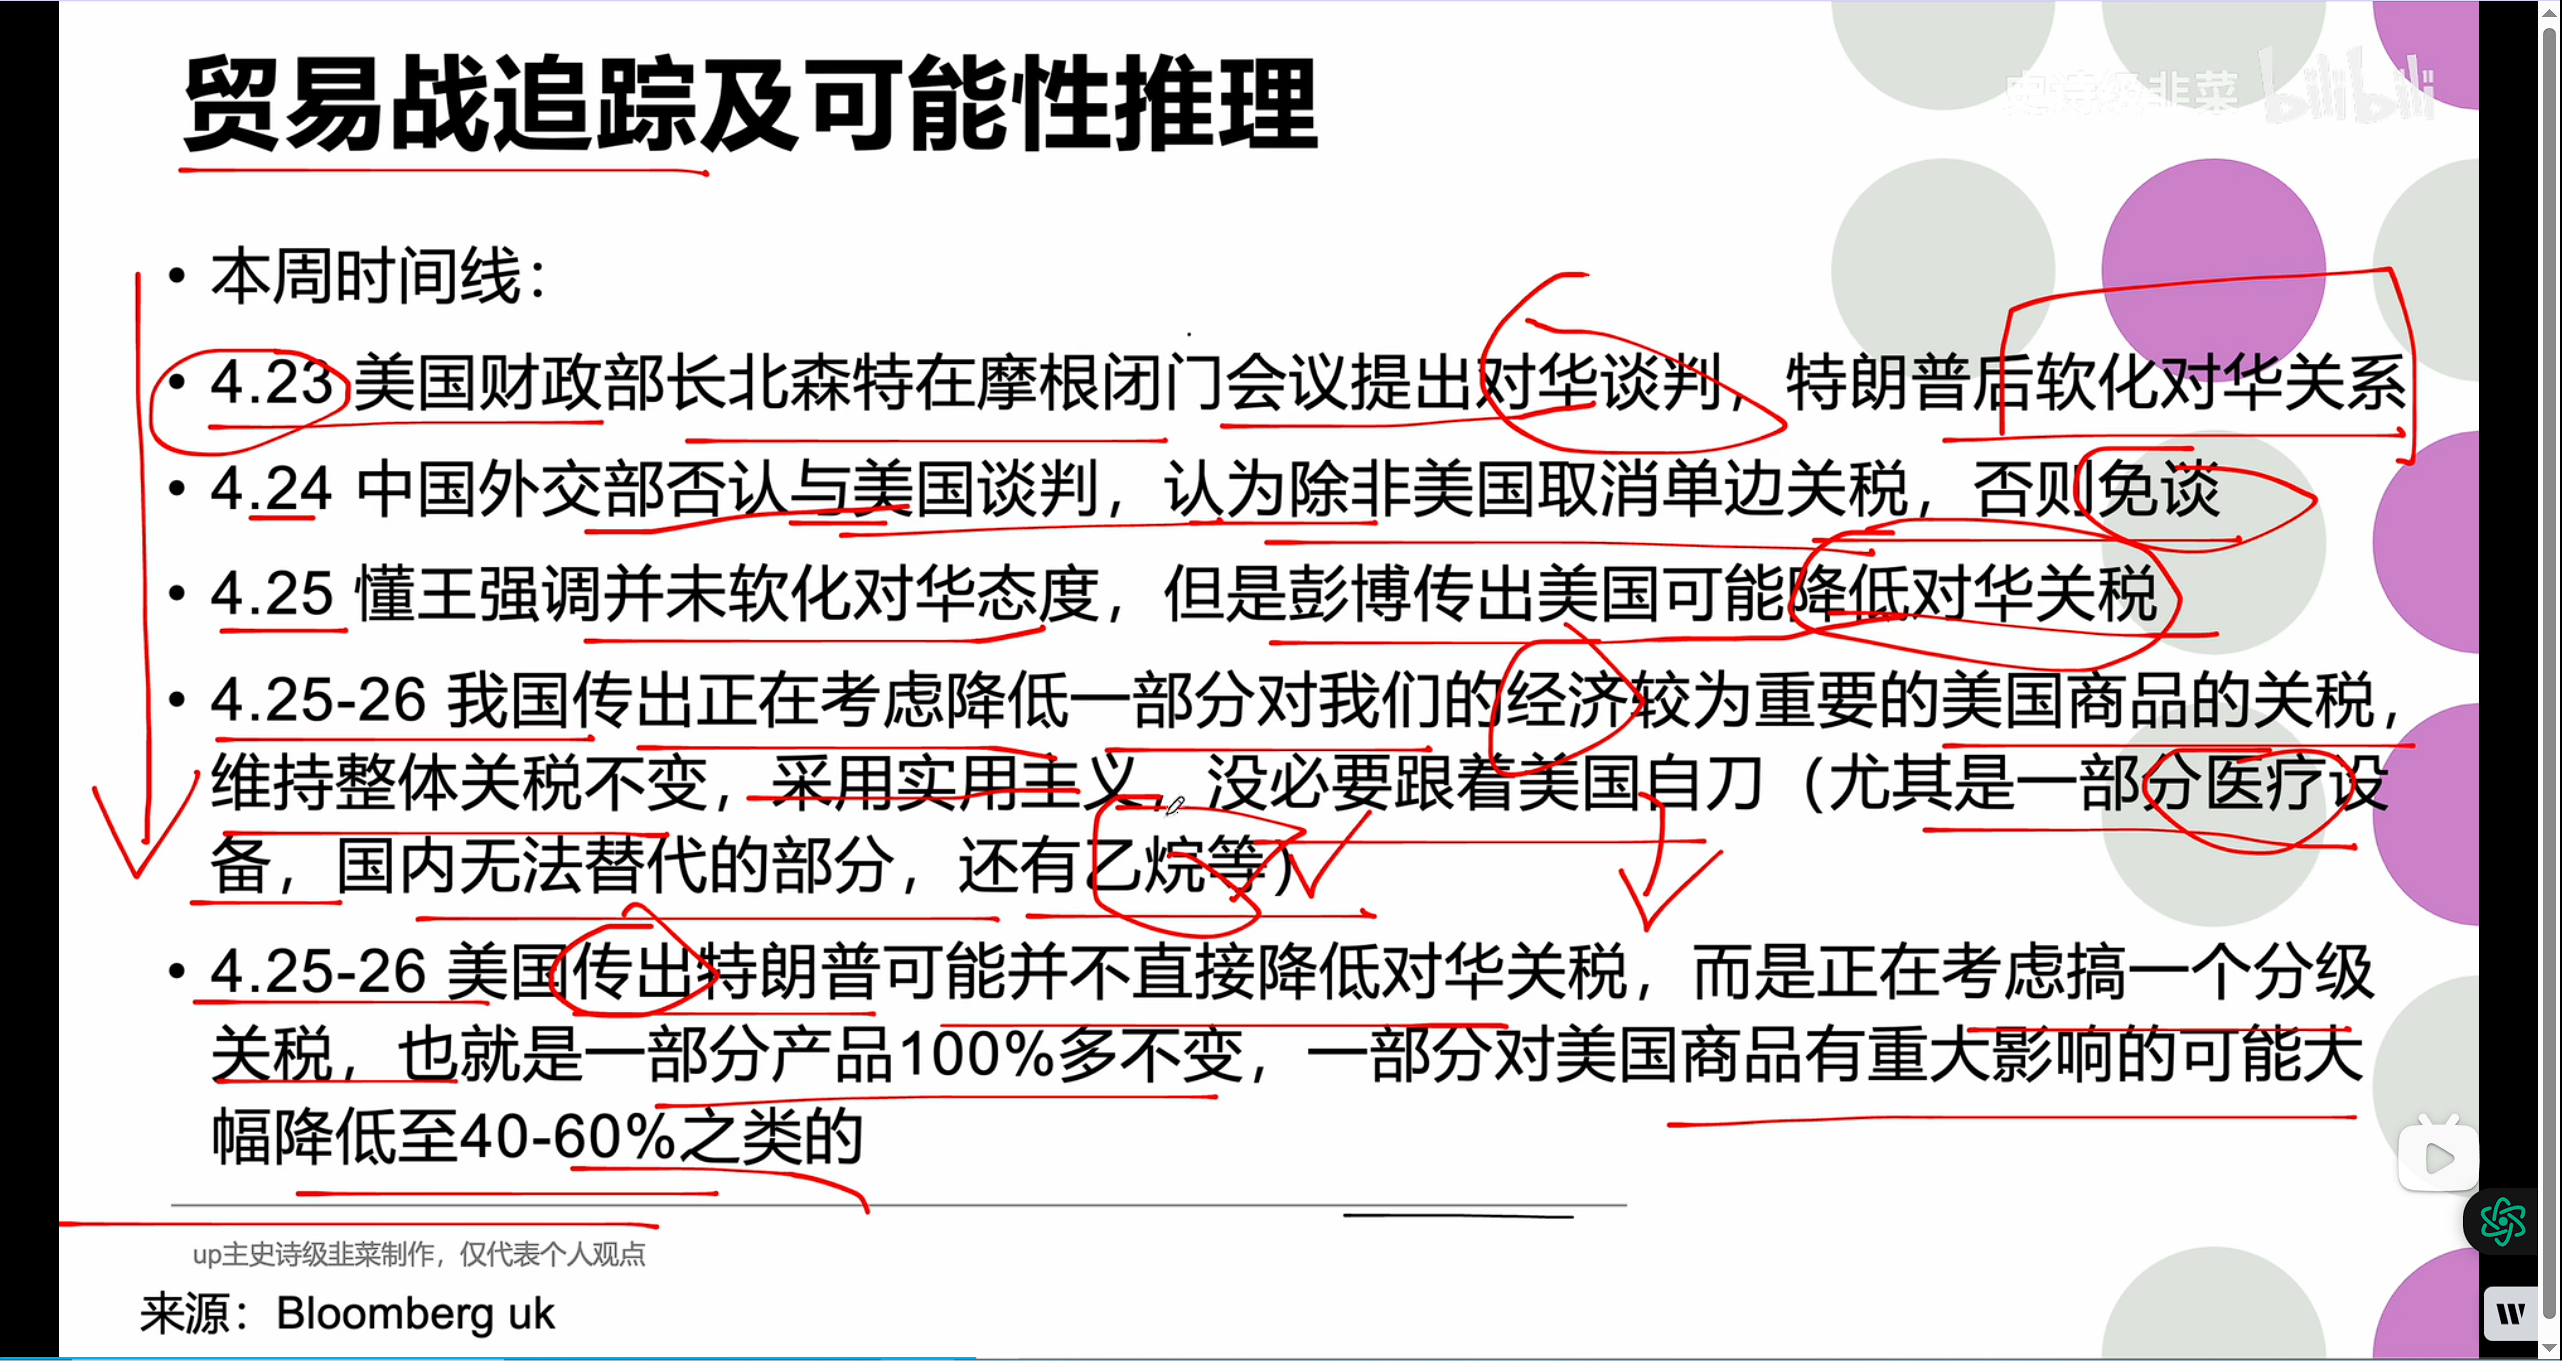 贸易战追踪及可能性推理
史诗级韭菜 bilibili
• 本周时间线：
• 4.23 美国财政部长北森特在摩根闭门会议提出对华谈判，特朗普后软化对华关系
• 4.24 中国外交部否认与美国谈判，认为除非美国取消单边关税，否则免谈
• 4.25 懂王强调并未软化对华态度，但是彭博传出美国可能降低对华关税
• 4.25-26 我国传出正在考虑降低一部分对我们的经济较为重要的美国商品的关税，
维持整体关税不变，采用实用主义，没必要跟着美国自刀（尤其是一部分医疗设
备，国内无法替代的部分，还有乙烷等）
• 4.25-26 美国传出特朗普可能并不直接降低对华关税，而是正在考虑搞一个分级
关税，也就是一部分产品100%多不变，一部分对美国商品有重大影响的可能大
幅降低至40-60%之类的
up主史诗级韭菜制作，仅代表个人观点
来源：Bloomberg uk
W